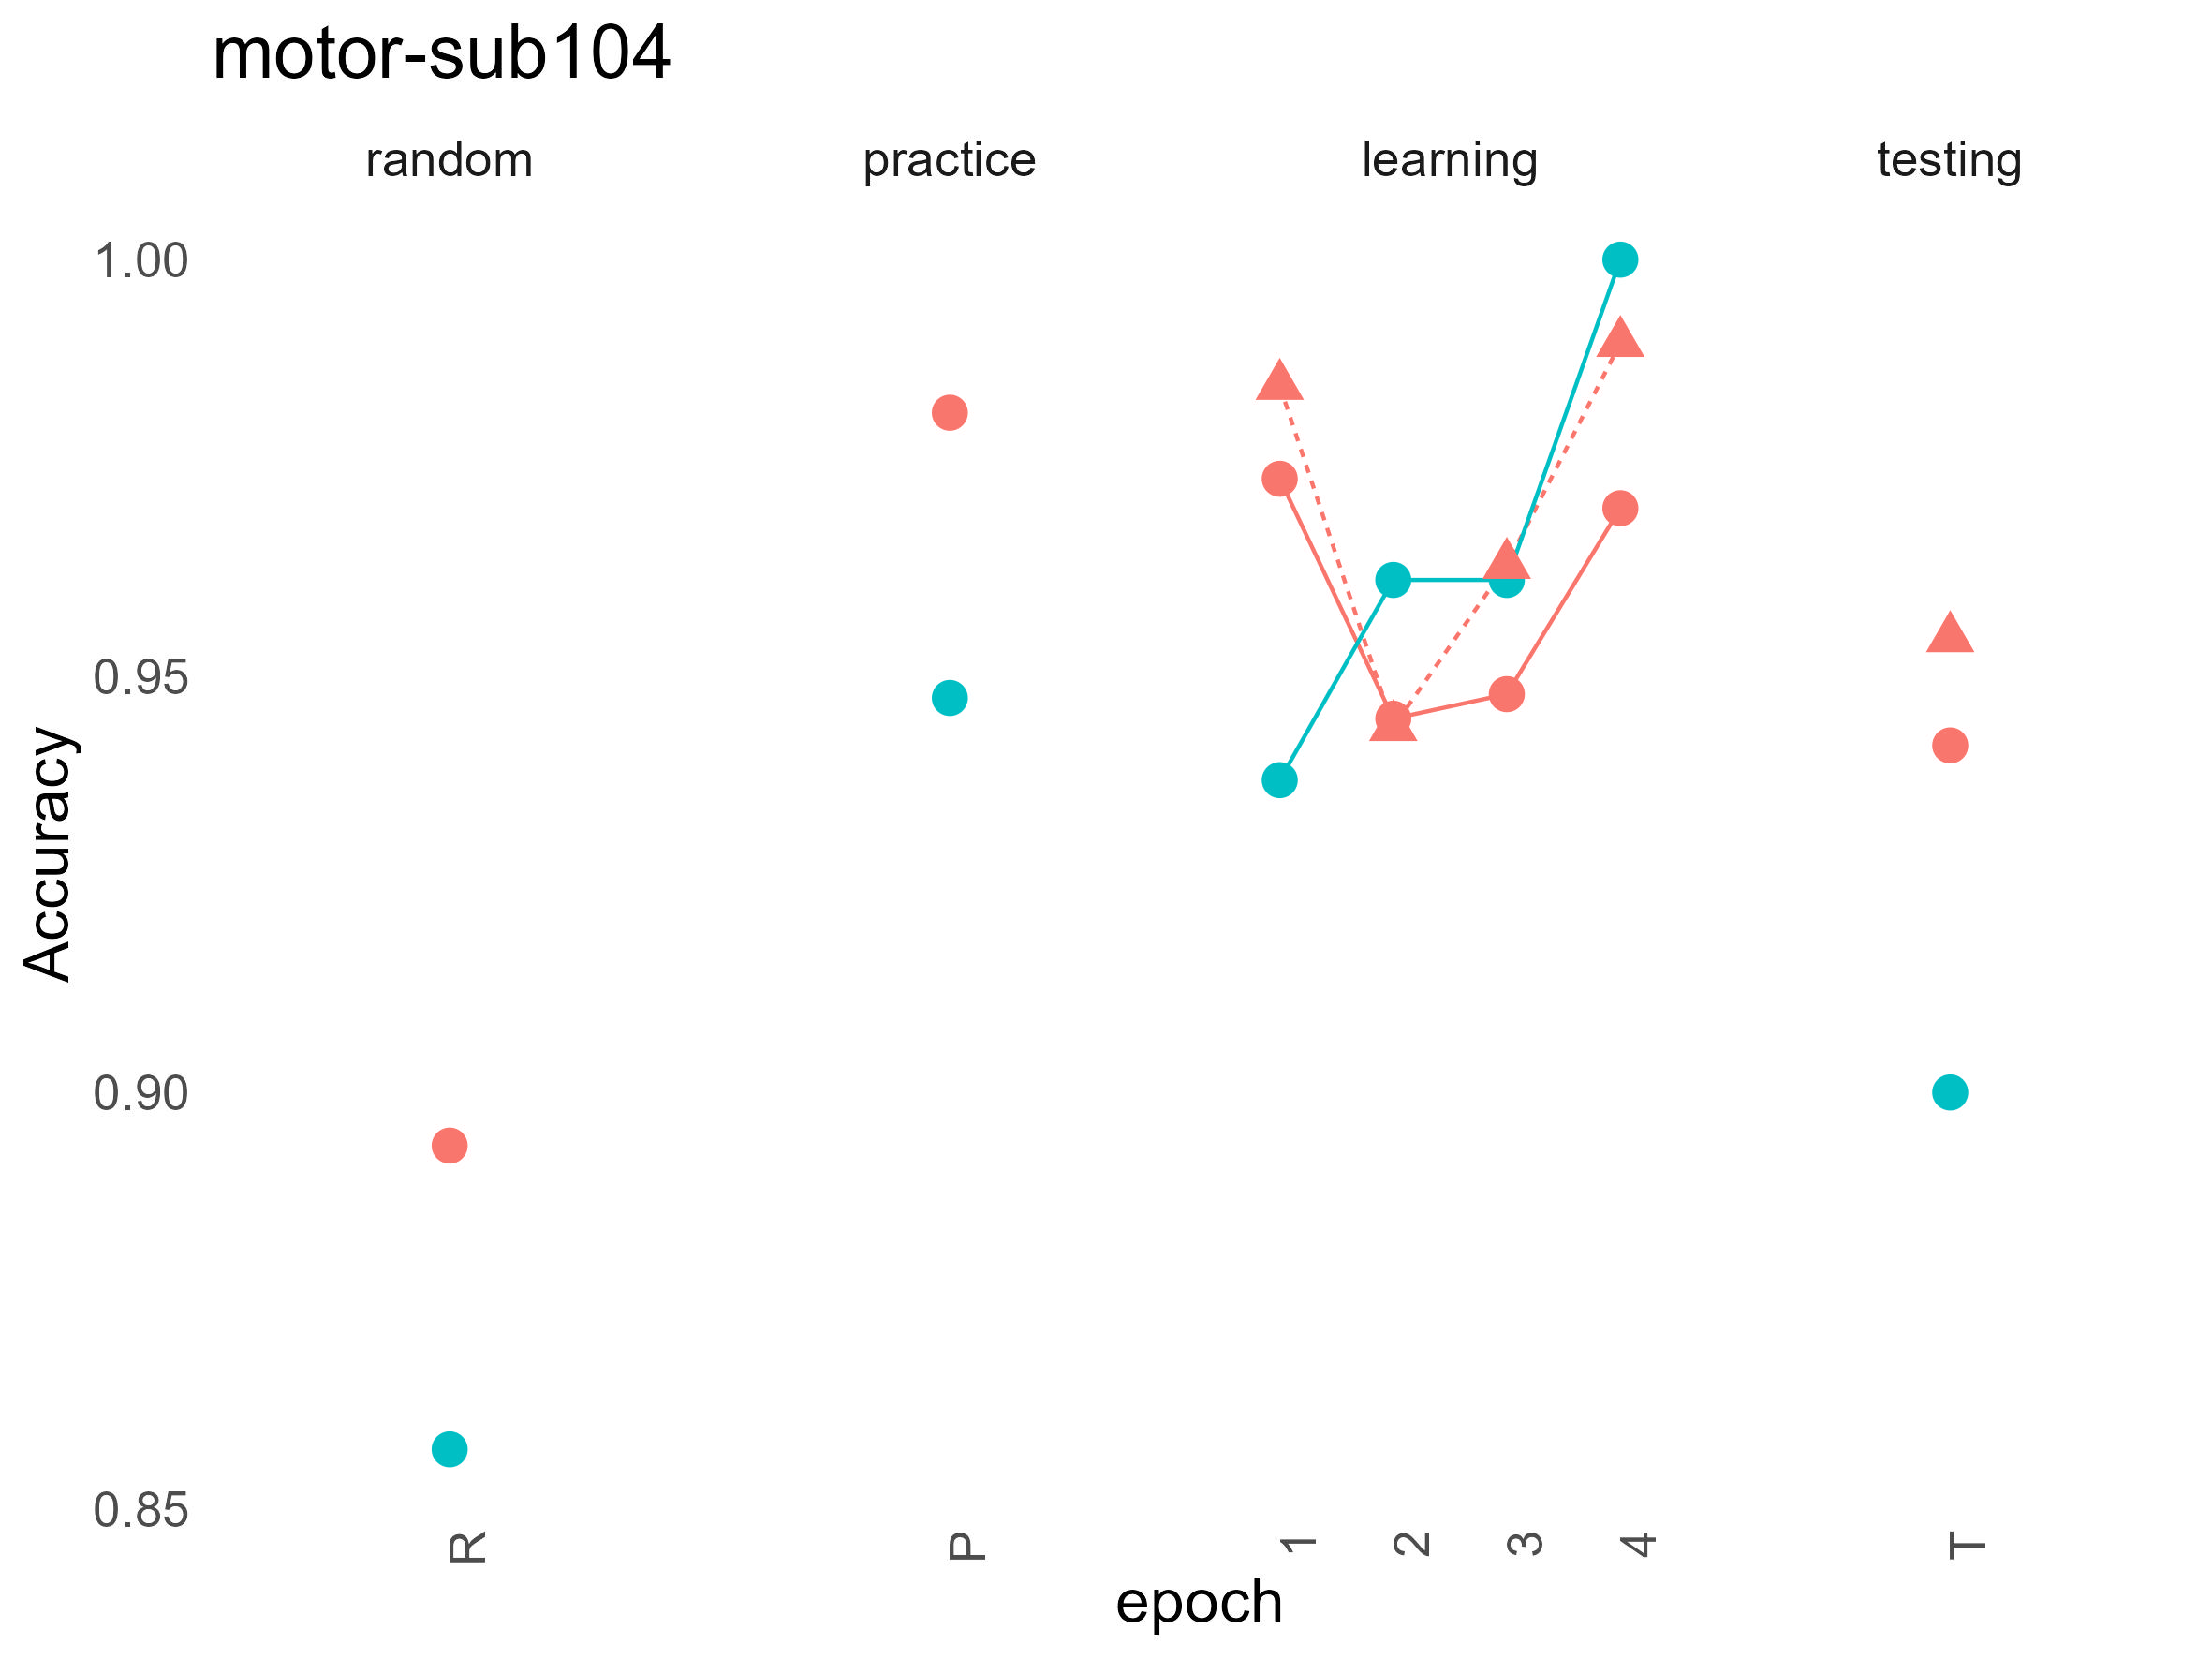 motor-sub104
random practice learning testing
1.00
0.95
0.90
0.85
Accuracy
R P 1 2 3 4 T
epoch